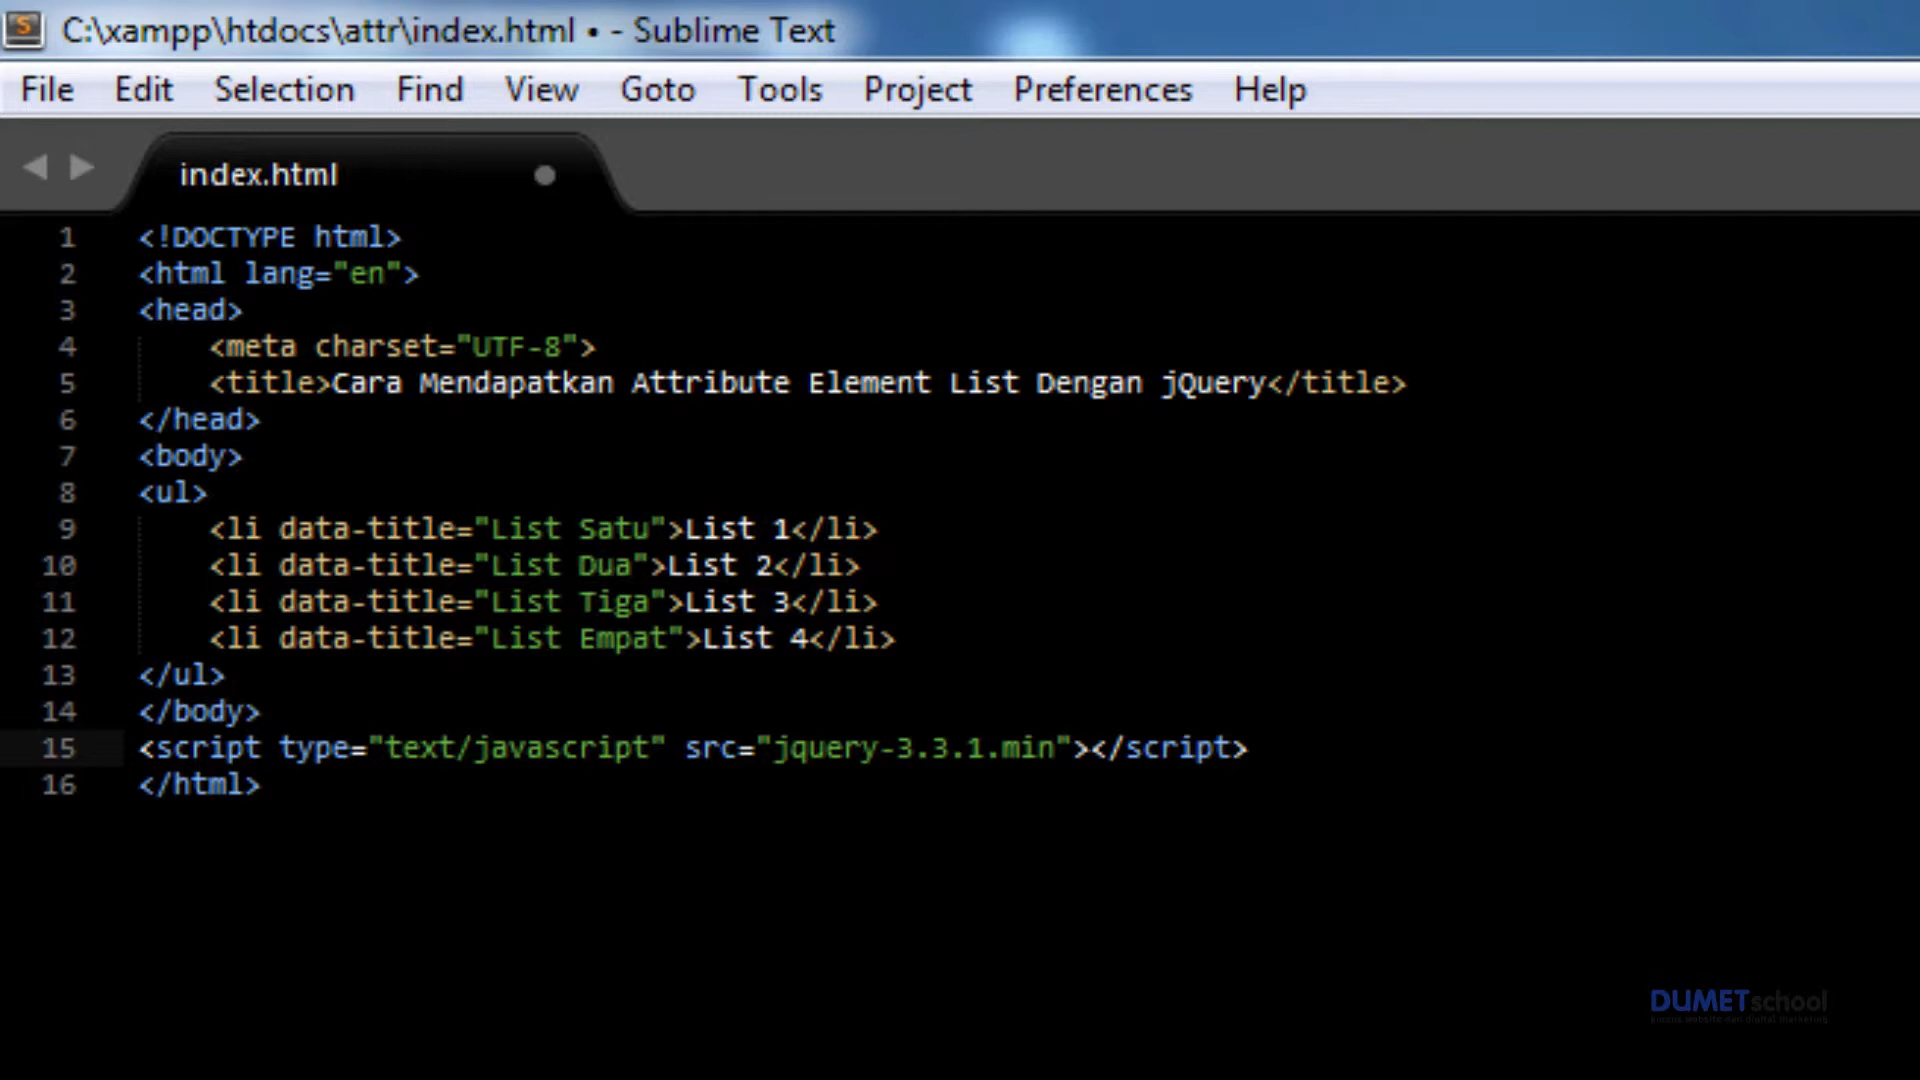 C:\xampp\htdocs\attr\index.html • - Sublime Text
File Edit Selection Find View Goto Tools Project Preferences Help
index.html
1 <!DOCTYPE html>
2 <html lang="en">
3 <head>
4     <meta charset="UTF-8">
5     <title>Cara Mendapatkan Attribute Element List Dengan jQuery</title>
6 </head>
7 <body>
8 <ul>
9     <li data-title="List Satu">List 1</li>
10     <li data-title="List Dua">List 2</li>
11     <li data-title="List Tiga">List 3</li>
12     <li data-title="List Empat">List 4</li>
13 </ul>
14 </body>
15 <script type="text/javascript" src="jquery-3.3.1.min"></script>
16 </html>
DUMETschool
kursus website dan digital marketing